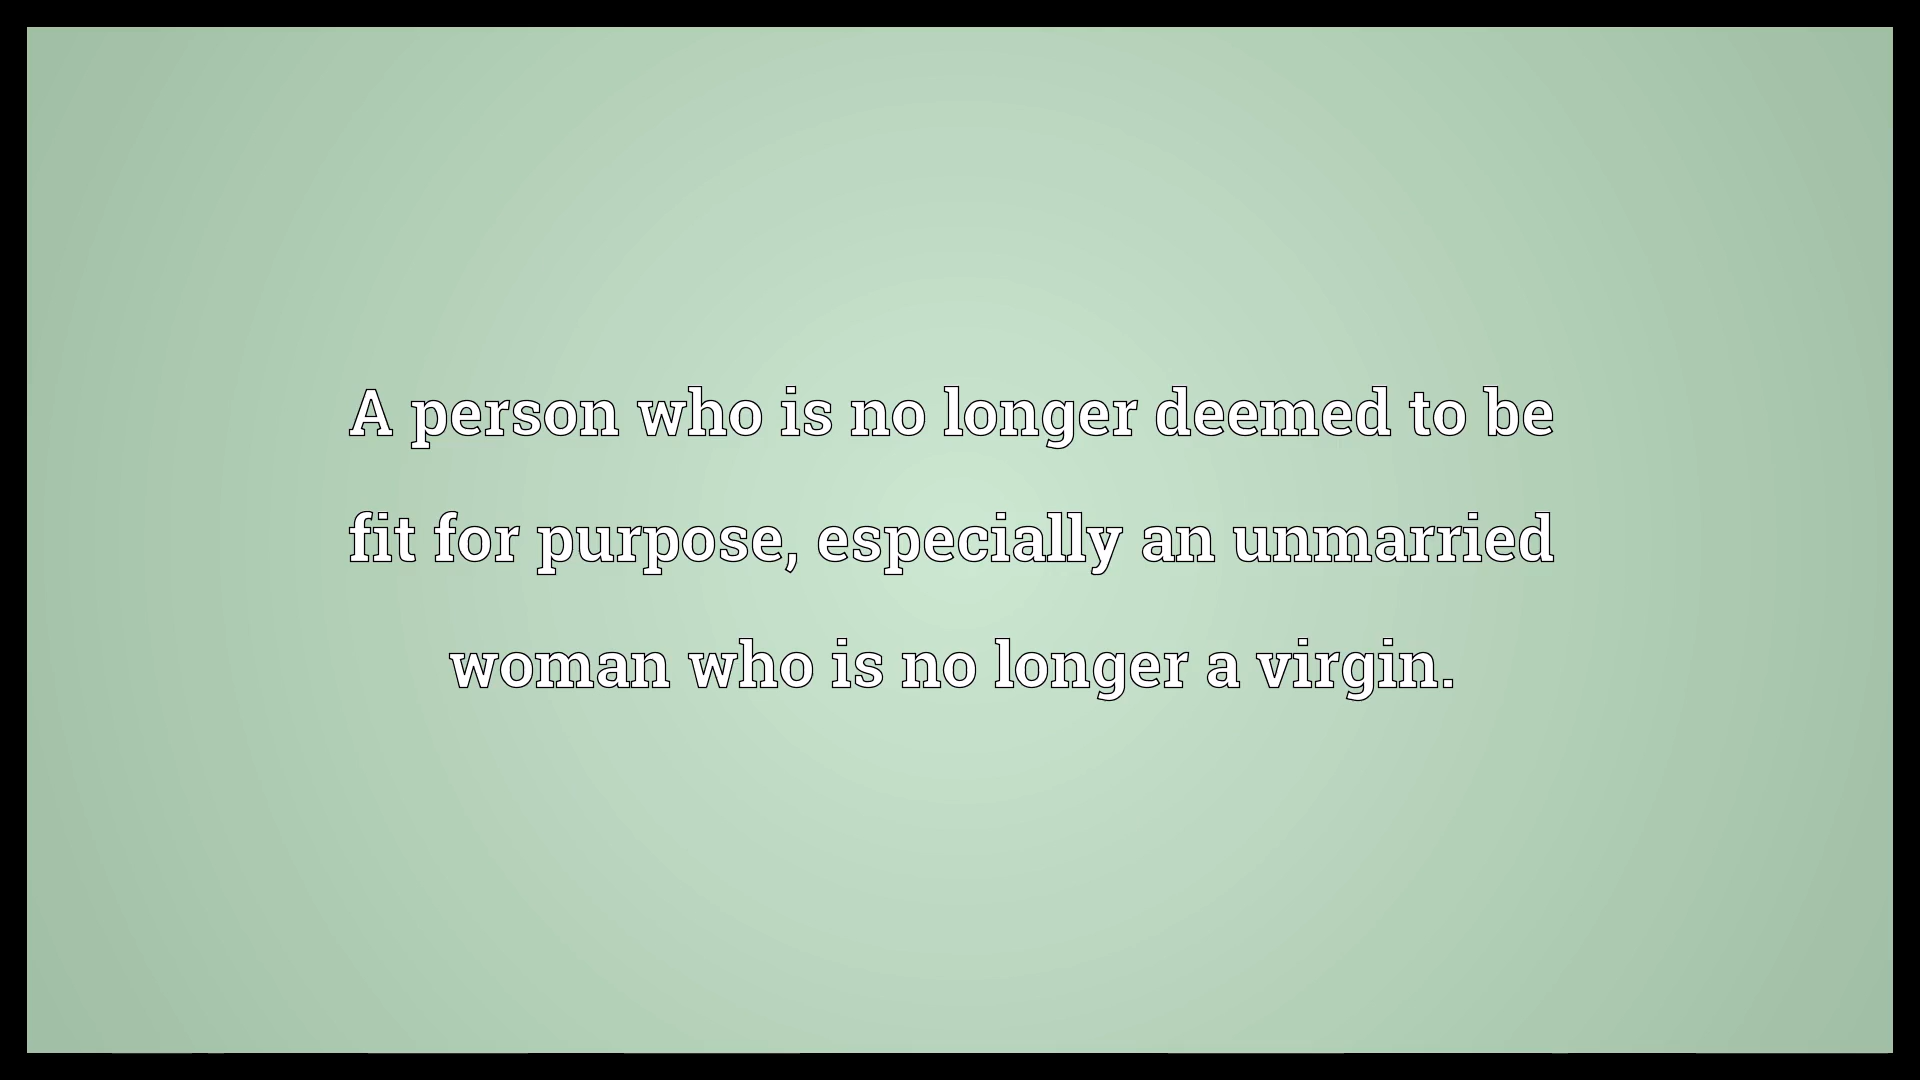 A person who is no longer deemed to be
fit for purpose, especially an unmarried
woman who is no longer a virgin.